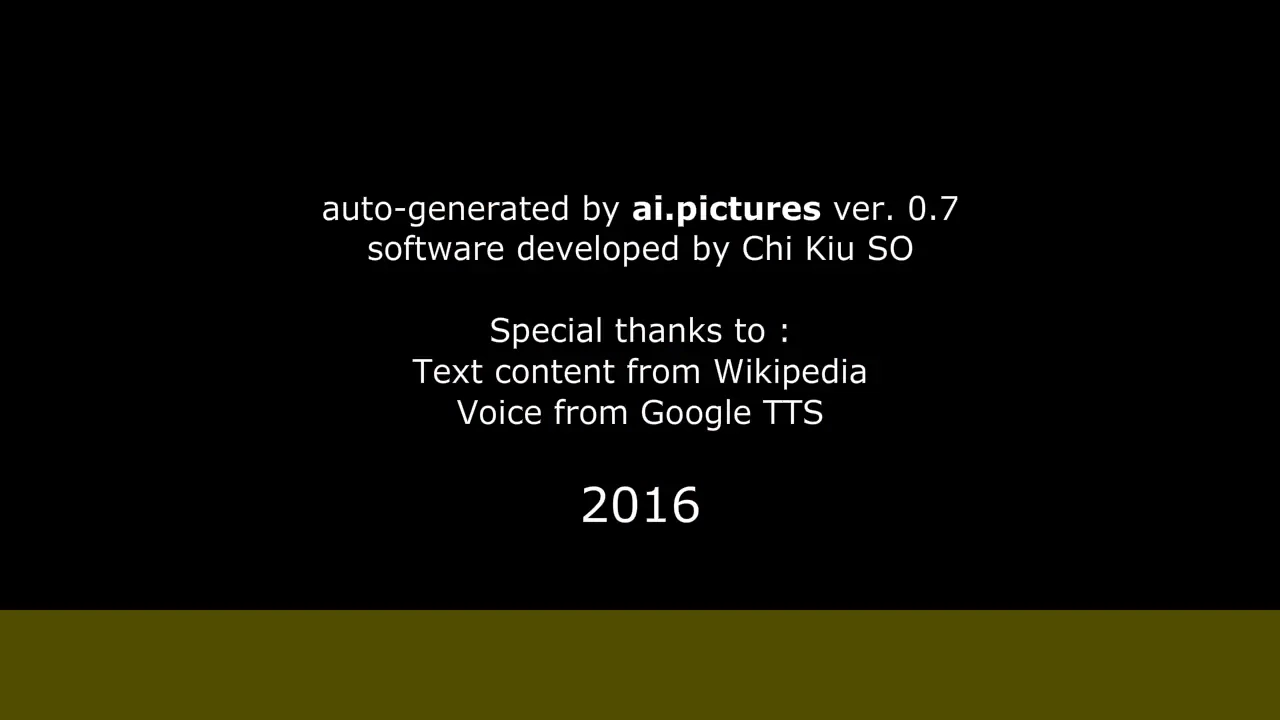 auto-generated by ai.pictures ver. 0.7
software developed by Chi Kiu SO
Special thanks to :
Text content from Wikipedia
Voice from Google TTS
2016